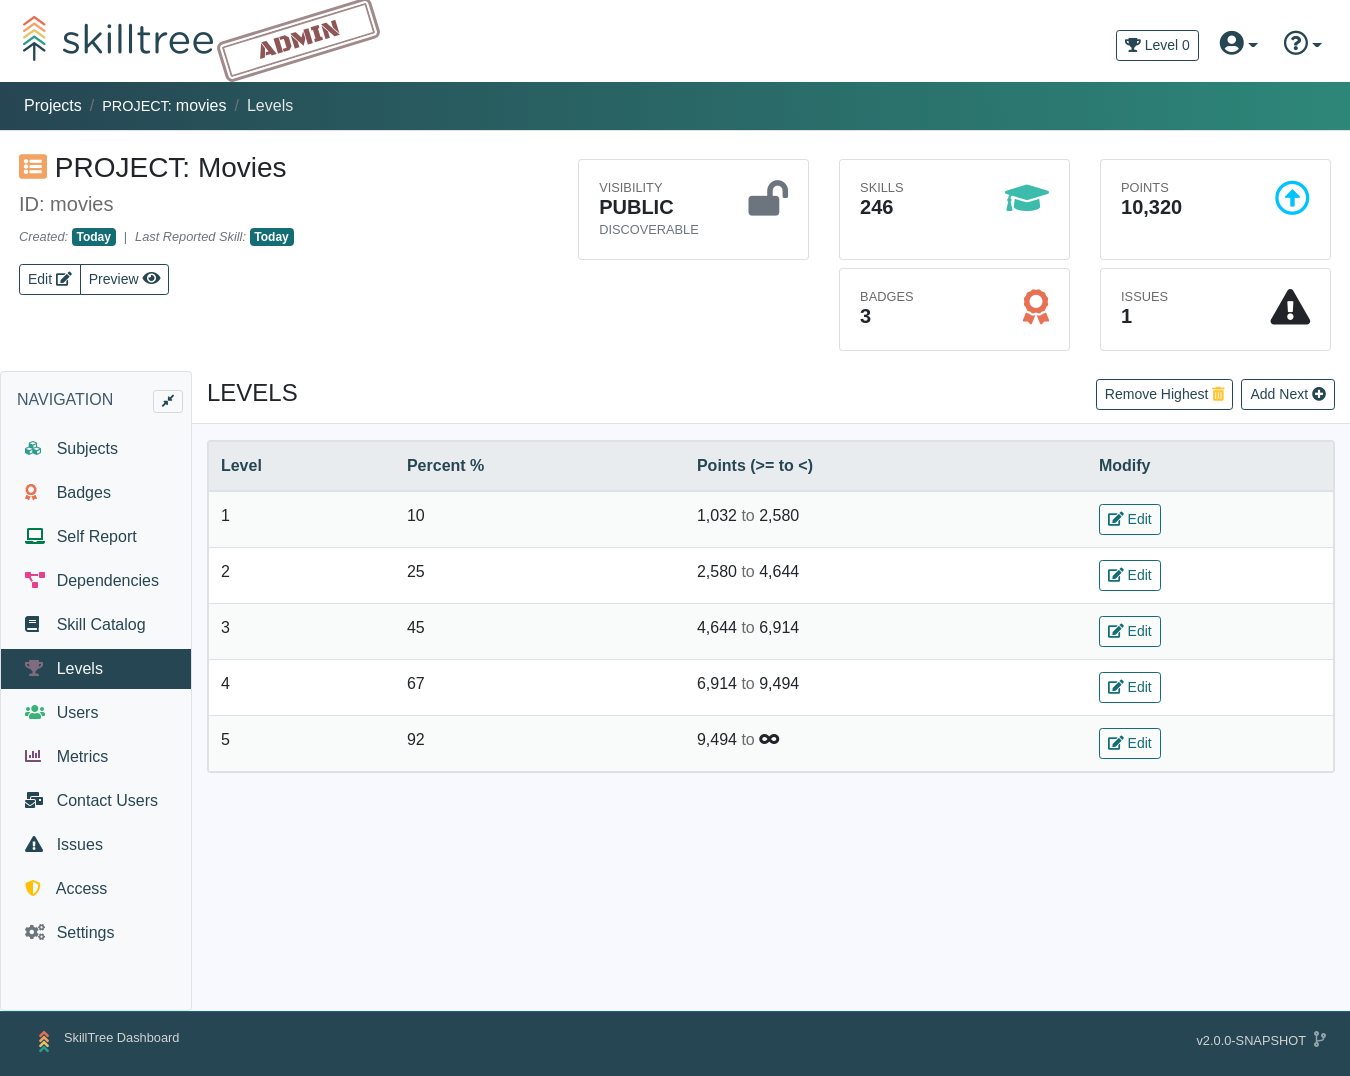 skilltree
ADMIN
Level 0
Projects / PROJECT: movies / Levels
PROJECT: Movies
ID: movies
Created: Today | Last Reported Skill: Today
Edit
Preview
VISIBILITY
PUBLIC
DISCOVERABLE
SKILLS
246
POINTS
10,320
BADGES
3
ISSUES
1
NAVIGATION
Subjects
Badges
Self Report
Dependencies
Skill Catalog
Levels
Users
Metrics
Contact Users
Issues
Access
Settings
LEVELS
Remove Highest
Add Next
Level Percent % Points (>= to <) Modify
1 10 1,032 to 2,580 Edit
2 25 2,580 to 4,644 Edit
3 45 4,644 to 6,914 Edit
4 67 6,914 to 9,494 Edit
5 92 9,494 to ∞ Edit
SkillTree Dashboard
v2.0.0-SNAPSHOT